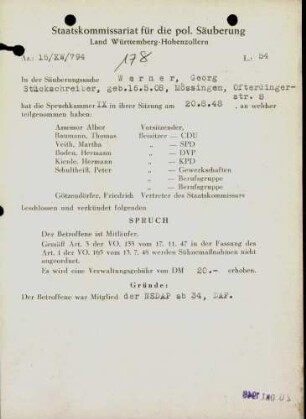 Staatskommissariat für die pol. Säuberung
Land Württemberg-Hohenzollern
Az: 15/XW/794
178
L: 54
In der Säuberungssache Werner, Georg
Stückschreiber, geb.16.5.08, Mössingen, Ofterdinger-
str. 8
hat die Spruchkammer IX in ihrer Sitzung am 20.8.48 , an welcher
teilgenommen haben:
Assessor Alber Vorsitzender,
Baumann, Thomas Beisitzer — CDU
Veith, Martha „ — SPD
Boden, Hermann „ — DVP
Kienle, Hermann „ — KPD
Schultheiß, Peter „ — Gewerkschaften
„ — Berufsgruppe
„ — Berufsgruppe
Götzendörfer, Friedrich Vertreter des Staatskommissars
beschlossen und verkündet folgenden
SPRUCH
Der Betroffene ist Mitläufer.
Gemäß Art. 3 der VO. 133 vom 17. 11. 47 in der Fassung des
Art. 1 der VO. 165 vom 13. 7. 48 werden Sühnemaßnahmen nicht
angeordnet.
Es wird eine Verwaltungsgebühr von DM 20.- erhoben.
Gründe:
Der Betroffene war Mitglied der NSDAP ab 34, DAF.